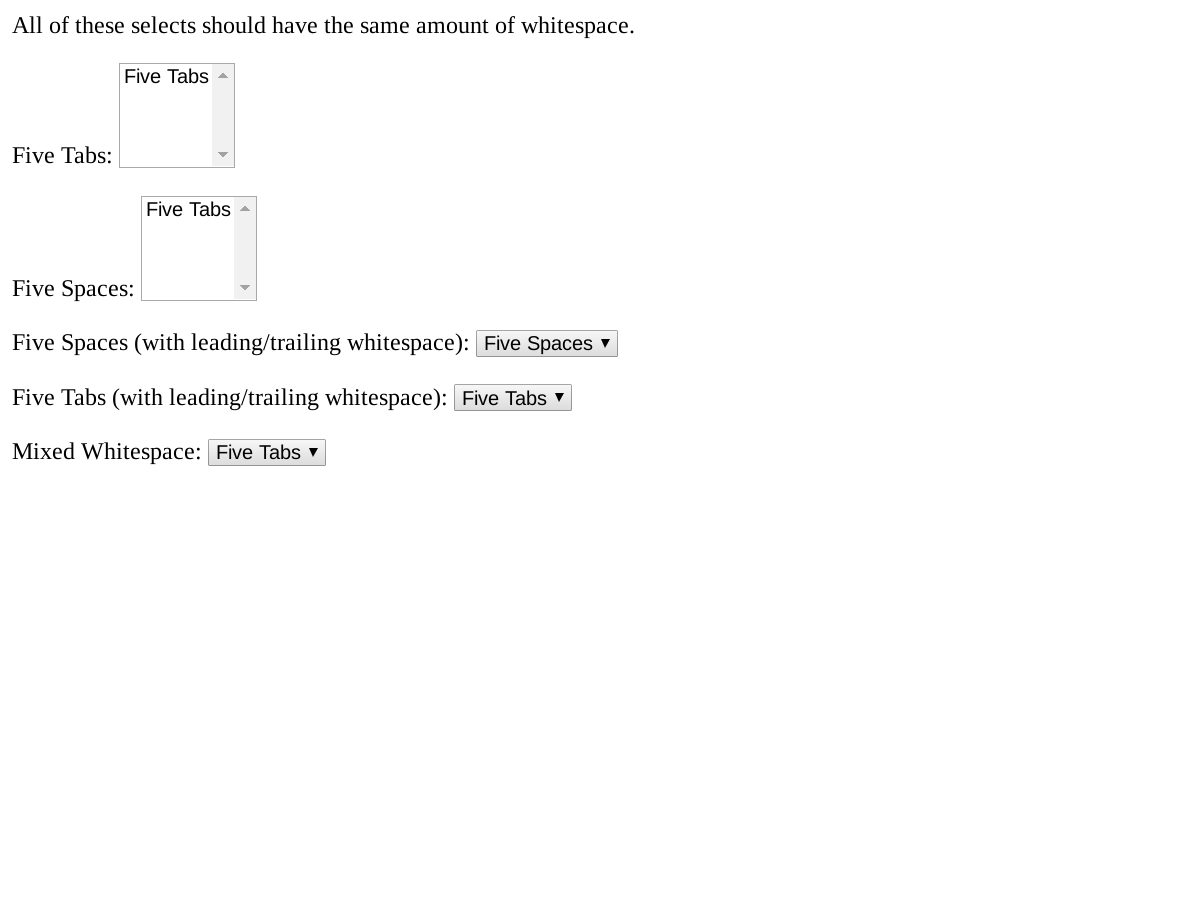 All of these selects should have the same amount of whitespace.
Five Tabs
Five Tabs:
Five Tabs
Five Spaces:
Five Spaces (with leading/trailing whitespace): Five Spaces
Five Tabs (with leading/trailing whitespace): Five Tabs
Mixed Whitespace: Five Tabs